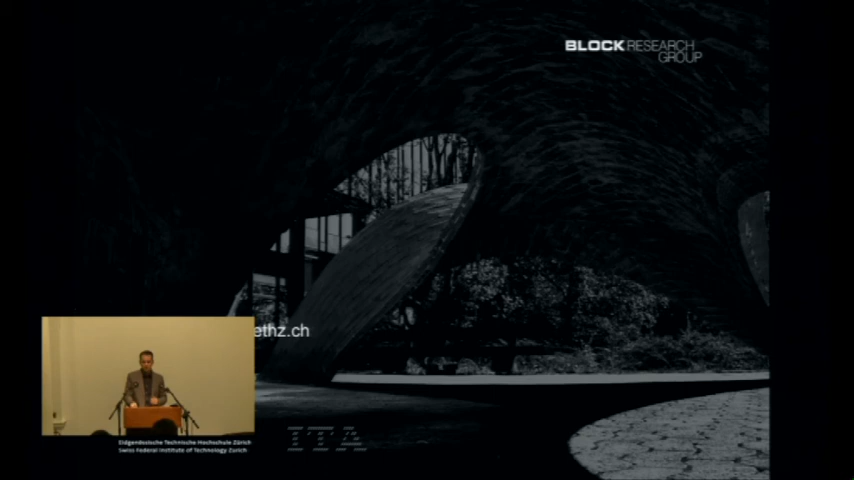 BLOCK RESEARCH
GROUP
ethz.ch
Eidgenössische Technische Hochschule Zürich
Swiss Federal Institute of Technology Zurich
ITA